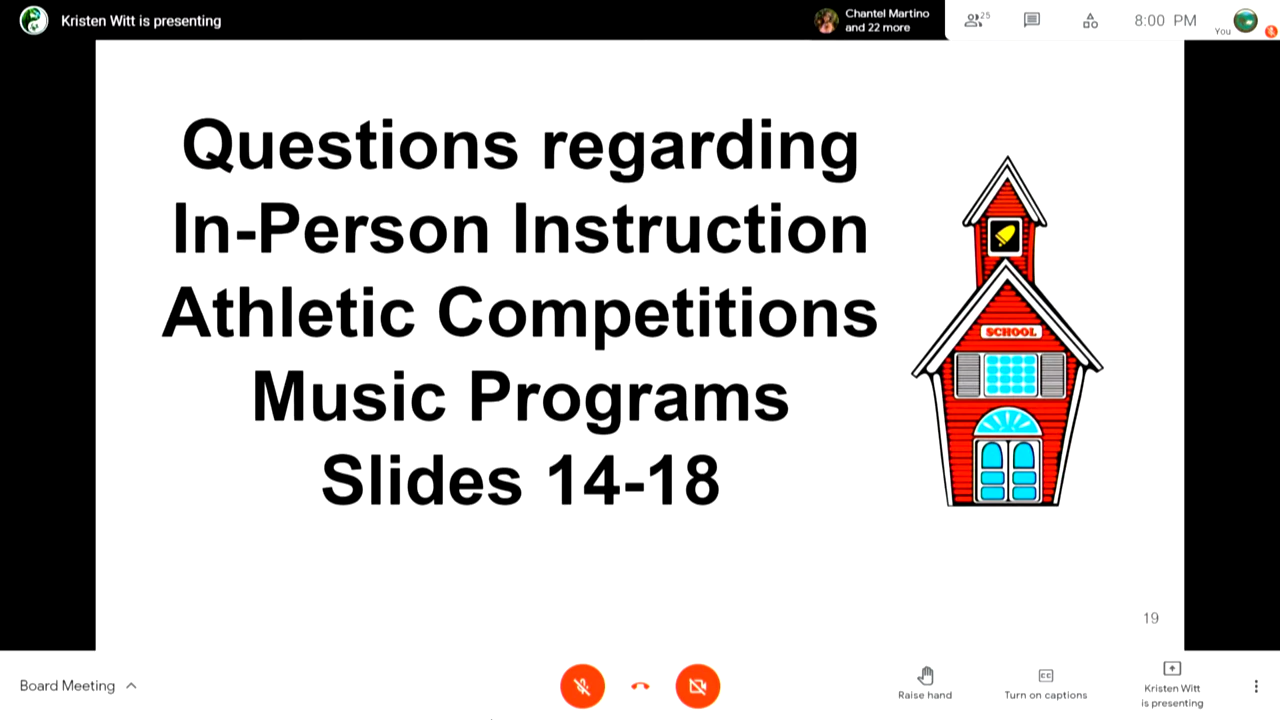 Kristen Witt is presenting
Chantel Martino
and 22 more
25
8:00 PM
You
Questions regarding
In-Person Instruction
Athletic Competitions
Music Programs
Slides 14-18
SCHOOL
19
Board Meeting
Raise hand
CC
Turn on captions
Kristen Witt
is presenting